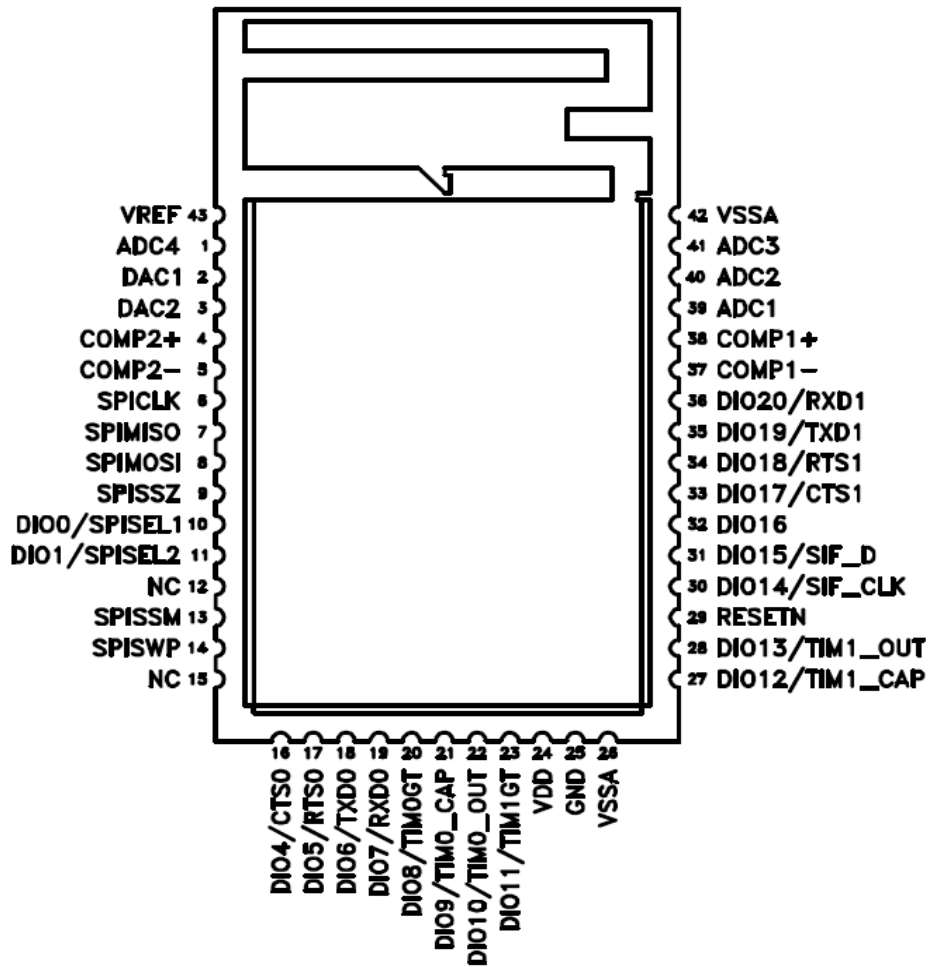 VREF 43
ADC4 1
DAC1 2
DAC2 3
COMP2+ 4
COMP2- 5
SPICLK 6
SPIMISO 7
SPIMOSI 8
SPISSZ 9
DIO0/SPISEL1 10
DIO1/SPISEL2 11
NC 12
SPISSM 13
SPISWP 14
NC 15
16 DIO4/CTS0
17 DIO5/RTS0
18 DIO6/TXD0
19 DIO7/RXD0
20 DIO8/TIM0GT
21 DIO9/TIM0_CAP
22 DIO10/TIM0_OUT
23 DIO11/TIM1GT
24 VDD
25 GND
26 VSSA
42 VSSA
41 ADC3
40 ADC2
39 ADC1
38 COMP1+
37 COMP1-
36 DIO20/RXD1
35 DIO19/TXD1
34 DIO18/RTS1
33 DIO17/CTS1
32 DIO16
31 DIO15/SIF_D
30 DIO14/SIF_CLK
29 RESETN
28 DIO13/TIM1_OUT
27 DIO12/TIM1_CAP